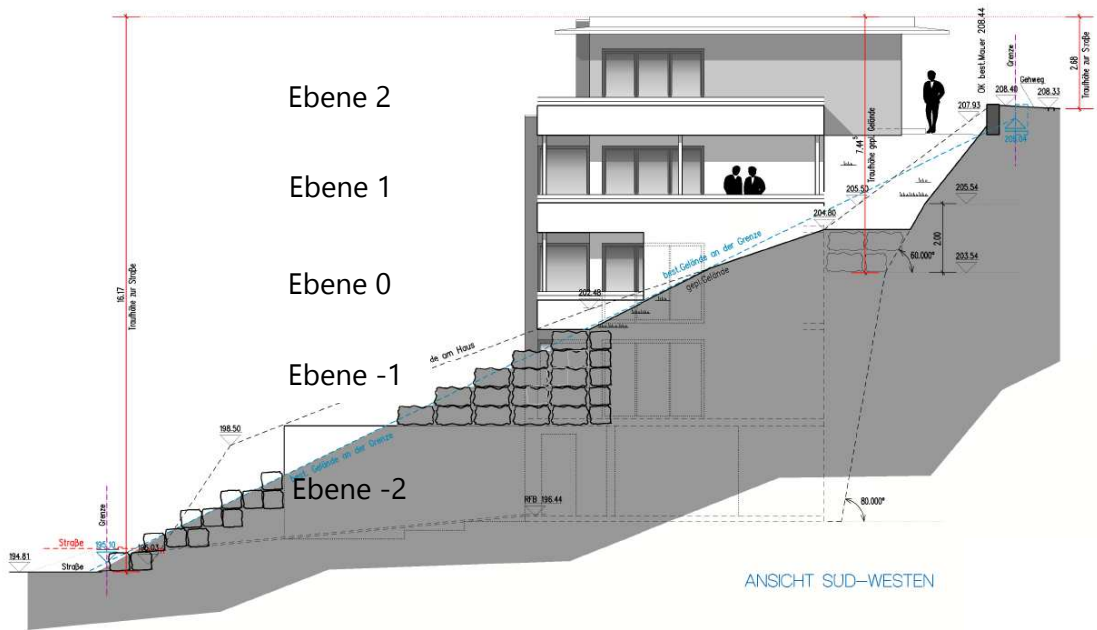 OK best.Mauer 208.44
Grenze
Gehweg
2.68
Traufhöhe zur Straße
208.40
208.33
207.93
Ebene 2
7.44⁵
Traufhöhe gepl. Gelände
Ebene 1
205.50
205.54
204.80
2.00
best.Gelände an der Grenze
gepl.Gelände
60.000°
203.54
16.17
Traufhöhe zur Straße
Ebene 0
202.48
de am Haus
Ebene -1
198.50
best. Gelände an der Grenze
Ebene -2
RFB 196.44
80.000°
Grenze
Straße
195.10
194.81
Straße
ANSICHT SÜD-WESTEN